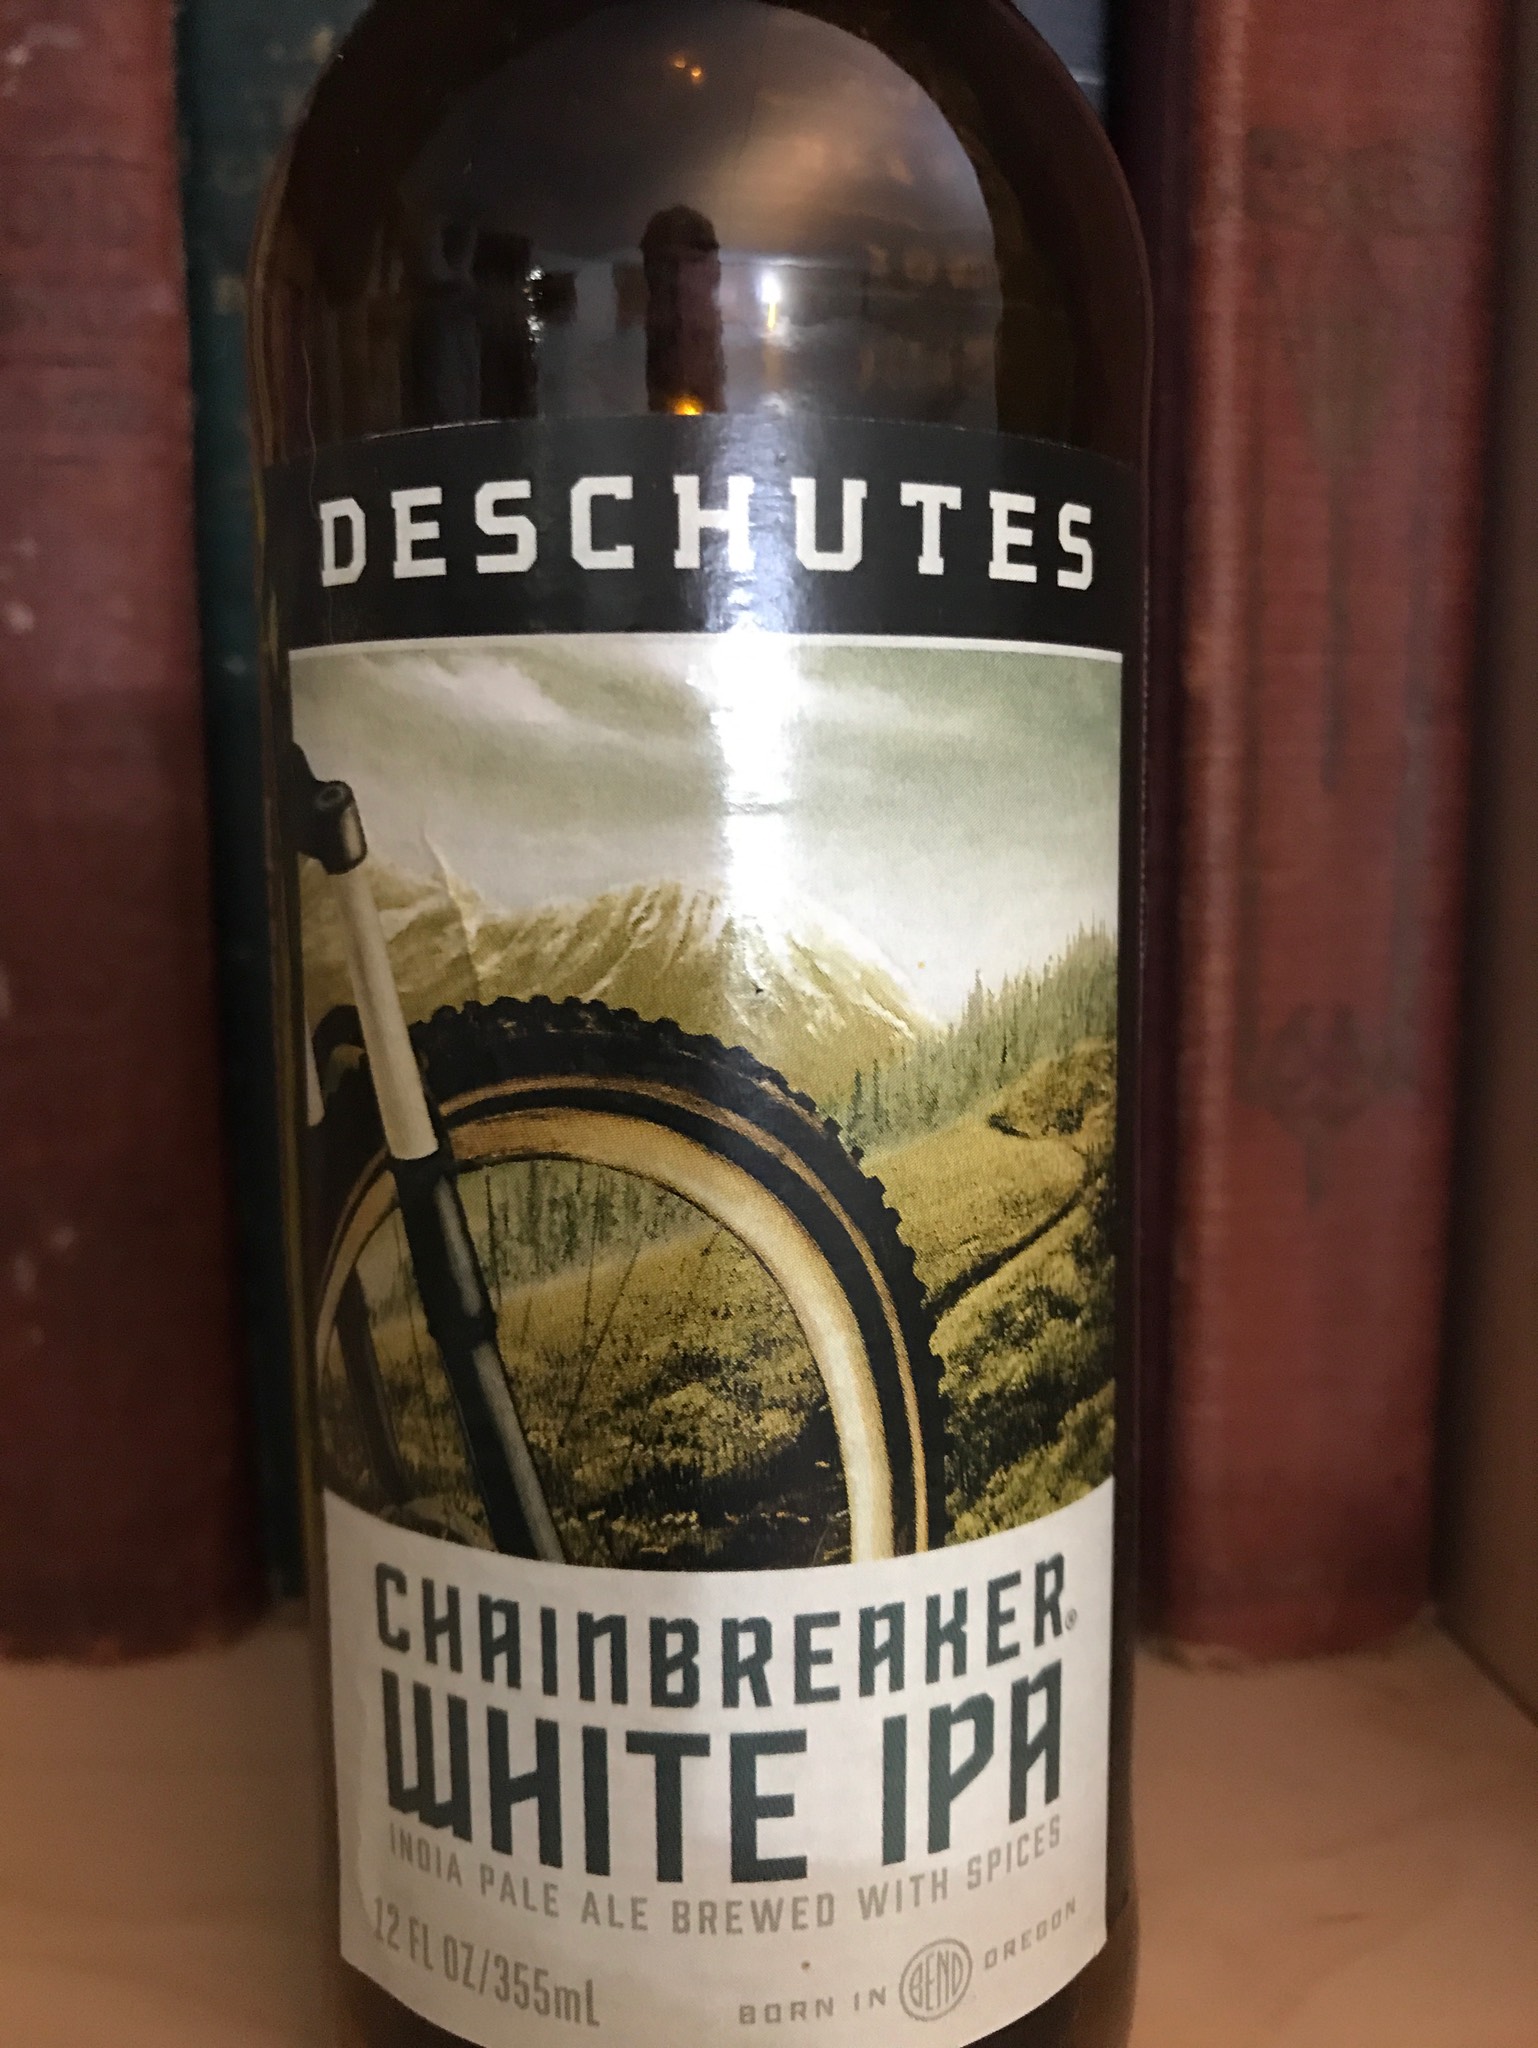 DESCHUTES
CHAINBREAKER®
WHITE IPA
INDIA PALE ALE BREWED WITH SPICES
12 FL OZ/355mL
BORN IN BEND OREGON